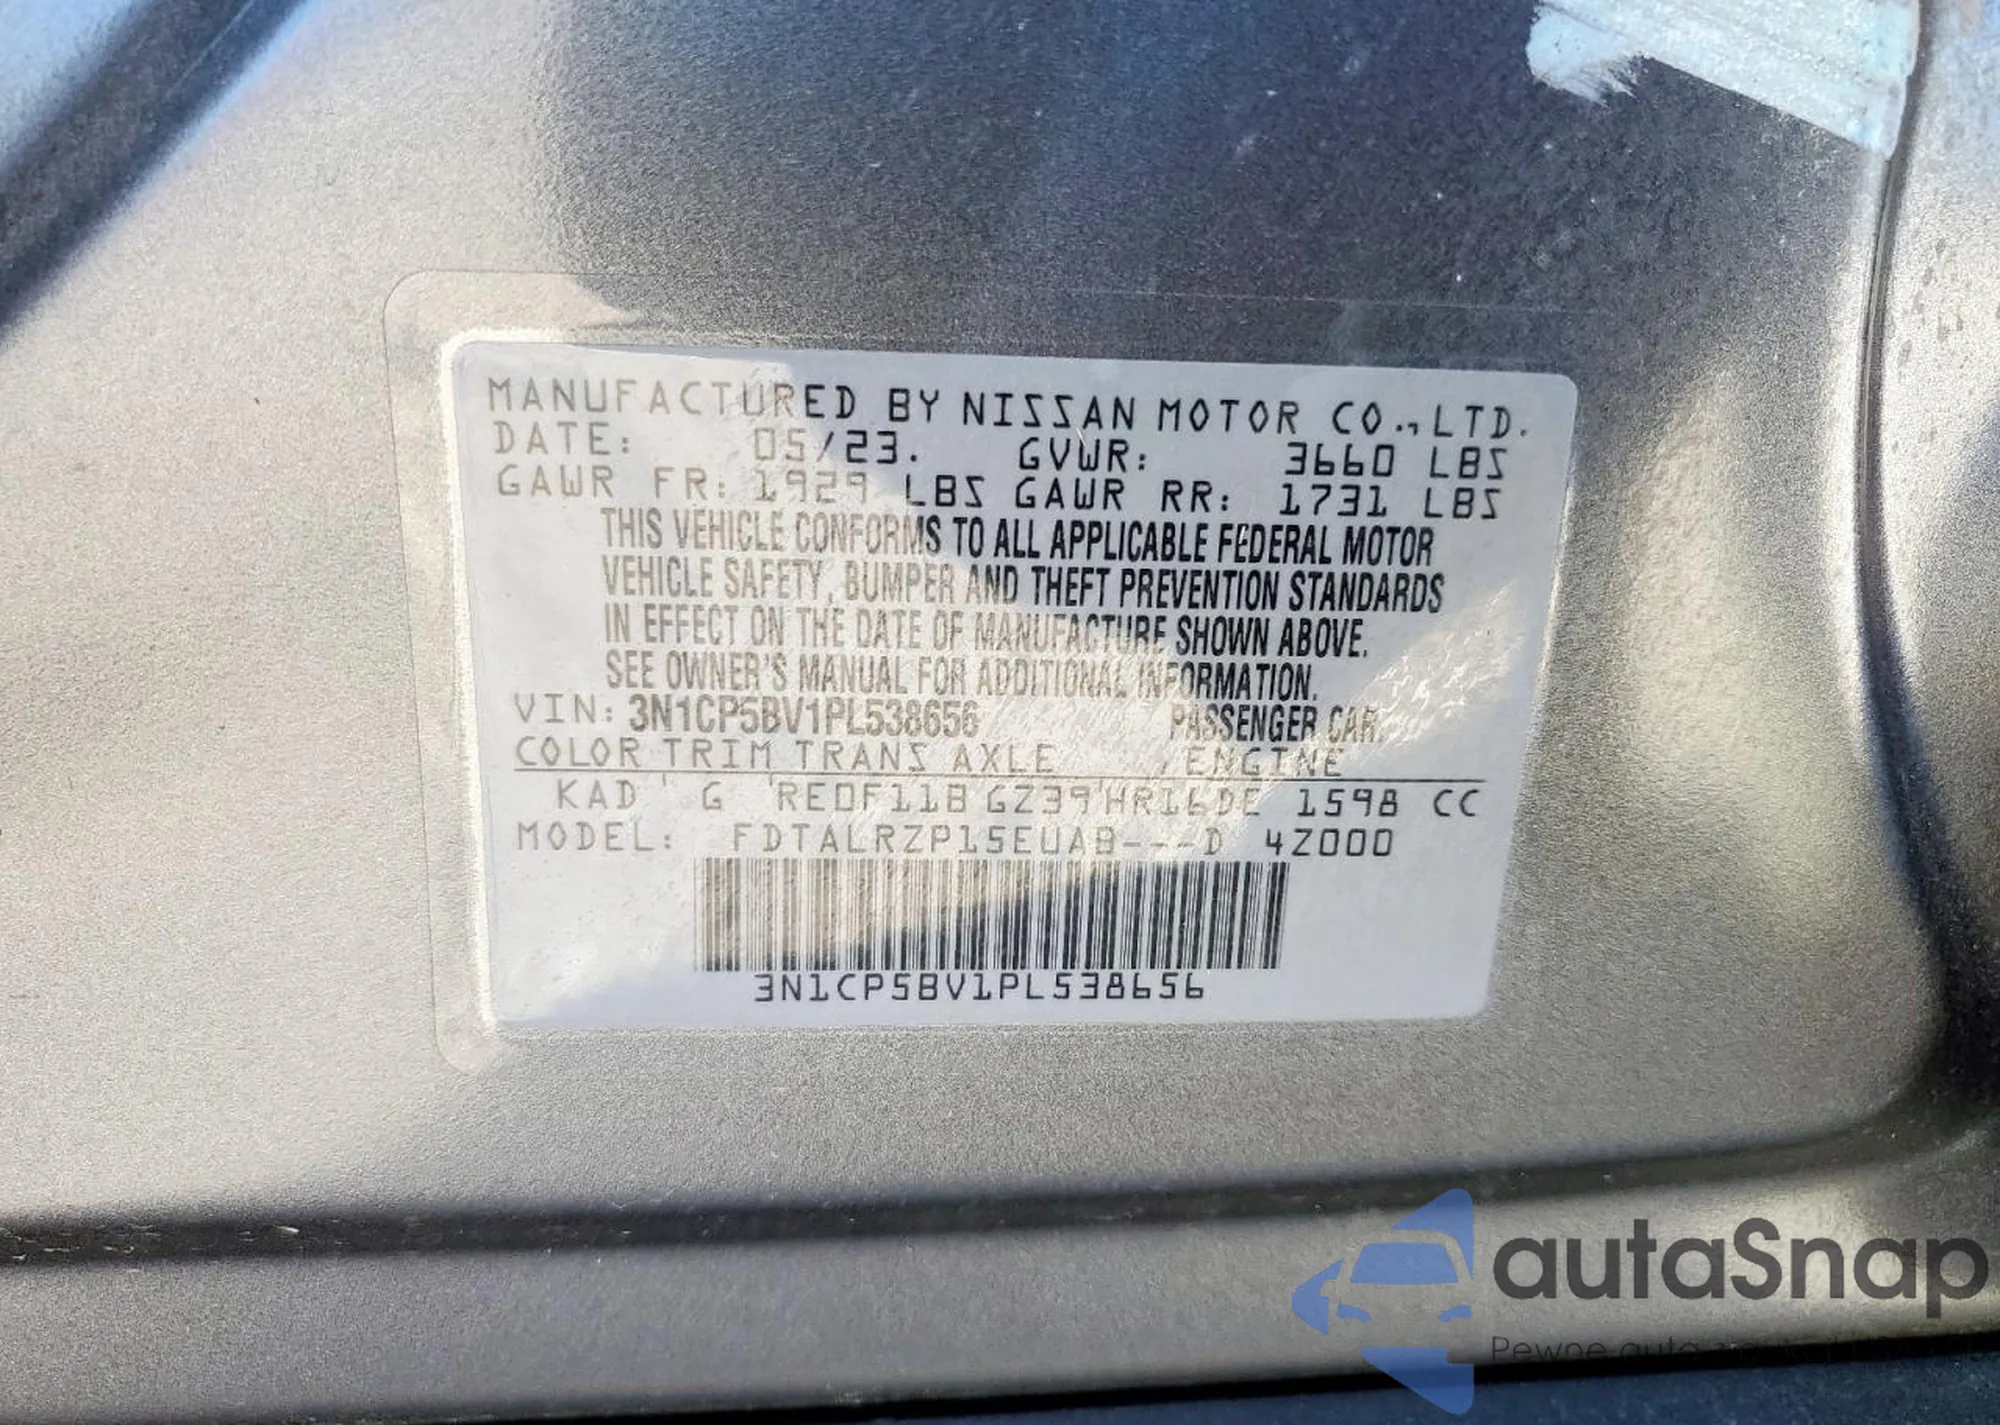 MANUFACTURED BY NISSAN MOTOR CO., LTD.
DATE: 05/23. GVWR: 3660 LBS
GAWR FR: 1929 LBS GAWR RR: 1731 LBS
THIS VEHICLE CONFORMS TO ALL APPLICABLE FEDERAL MOTOR
VEHICLE SAFETY, BUMPER AND THEFT PREVENTION STANDARDS
IN EFFECT ON THE DATE OF MANUFACTURE SHOWN ABOVE.
SEE OWNER'S MANUAL FOR ADDITIONAL INFORMATION.
VIN: 3N1CP5BV1PL538656 PASSENGER CAR
COLOR TRIM TRANS AXLE ENGINE
KAD G RE0F11B GZ39 HR16DE 1598 CC
MODEL: FDTALRZP15EUAB---D 4Z000
3N1CP5BV1PL538656
autaSnap
Pewne auto z